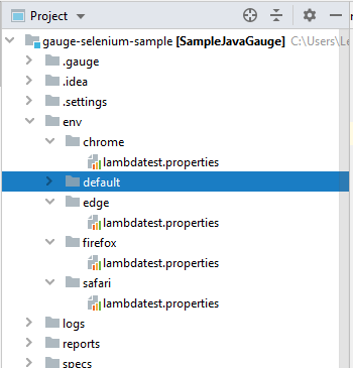 Project
gauge-selenium-sample [SampleJavaGauge] C:\Users\Le
.gauge
.idea
.settings
env
chrome
lambdatest.properties
default
edge
lambdatest.properties
firefox
lambdatest.properties
safari
lambdatest.properties
logs
reports
specs